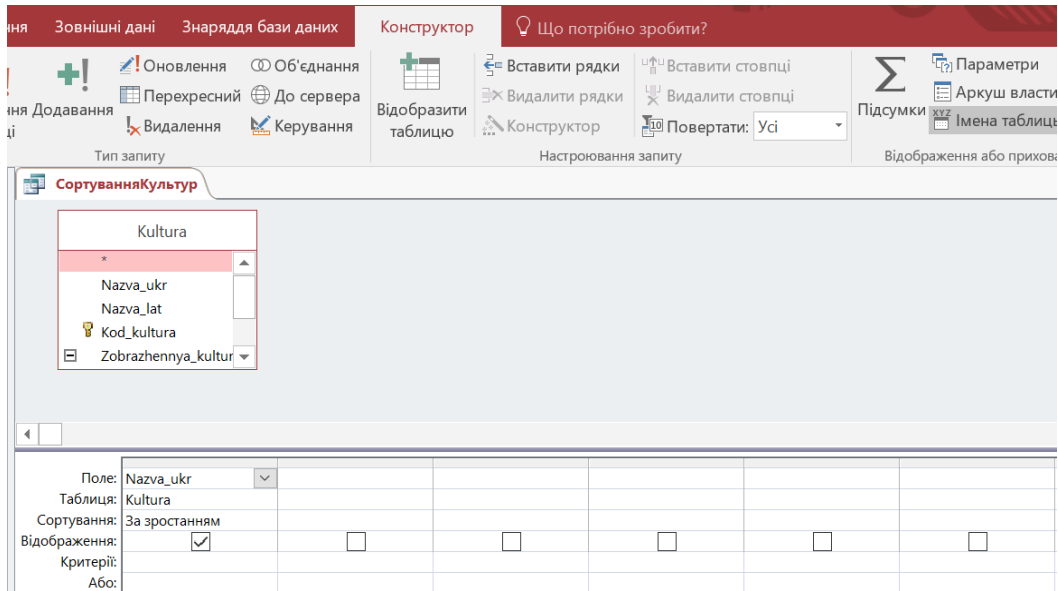 Зовнішні дані Знаряддя бази даних Конструктор Що потрібно зробити?
Оновлення Об'єднання Вставити рядки Вставити стовпці Параметри
Додавання Перехресний До сервера Відобразити таблицю Видалити рядки Видалити стовпці Підсумки Аркуш власти
Видалення Керування Конструктор Повертати: Усі Імена таблиць
Тип запиту Настроювання запиту Відображення або прихова
СортуванняКультур
Kultura
*
Nazva_ukr
Nazva_lat
Kod_kultura
Zobrazhennya_kultur
Поле: Nazva_ukr
Таблиця: Kultura
Сортування: За зростанням
Відображення:
Критерії:
Або: